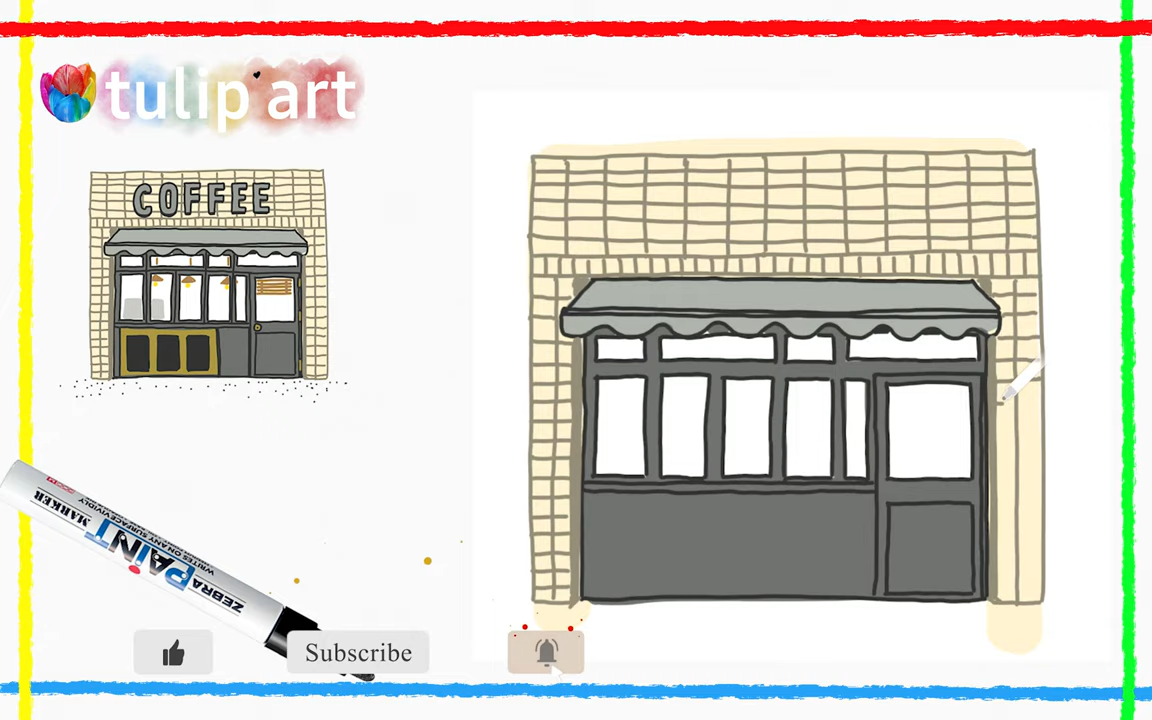 tulip art
COFFEE
ZEBRA PAINT MARKER
WRITES ON ANY SURFACE VIVIDLY
Subscribe